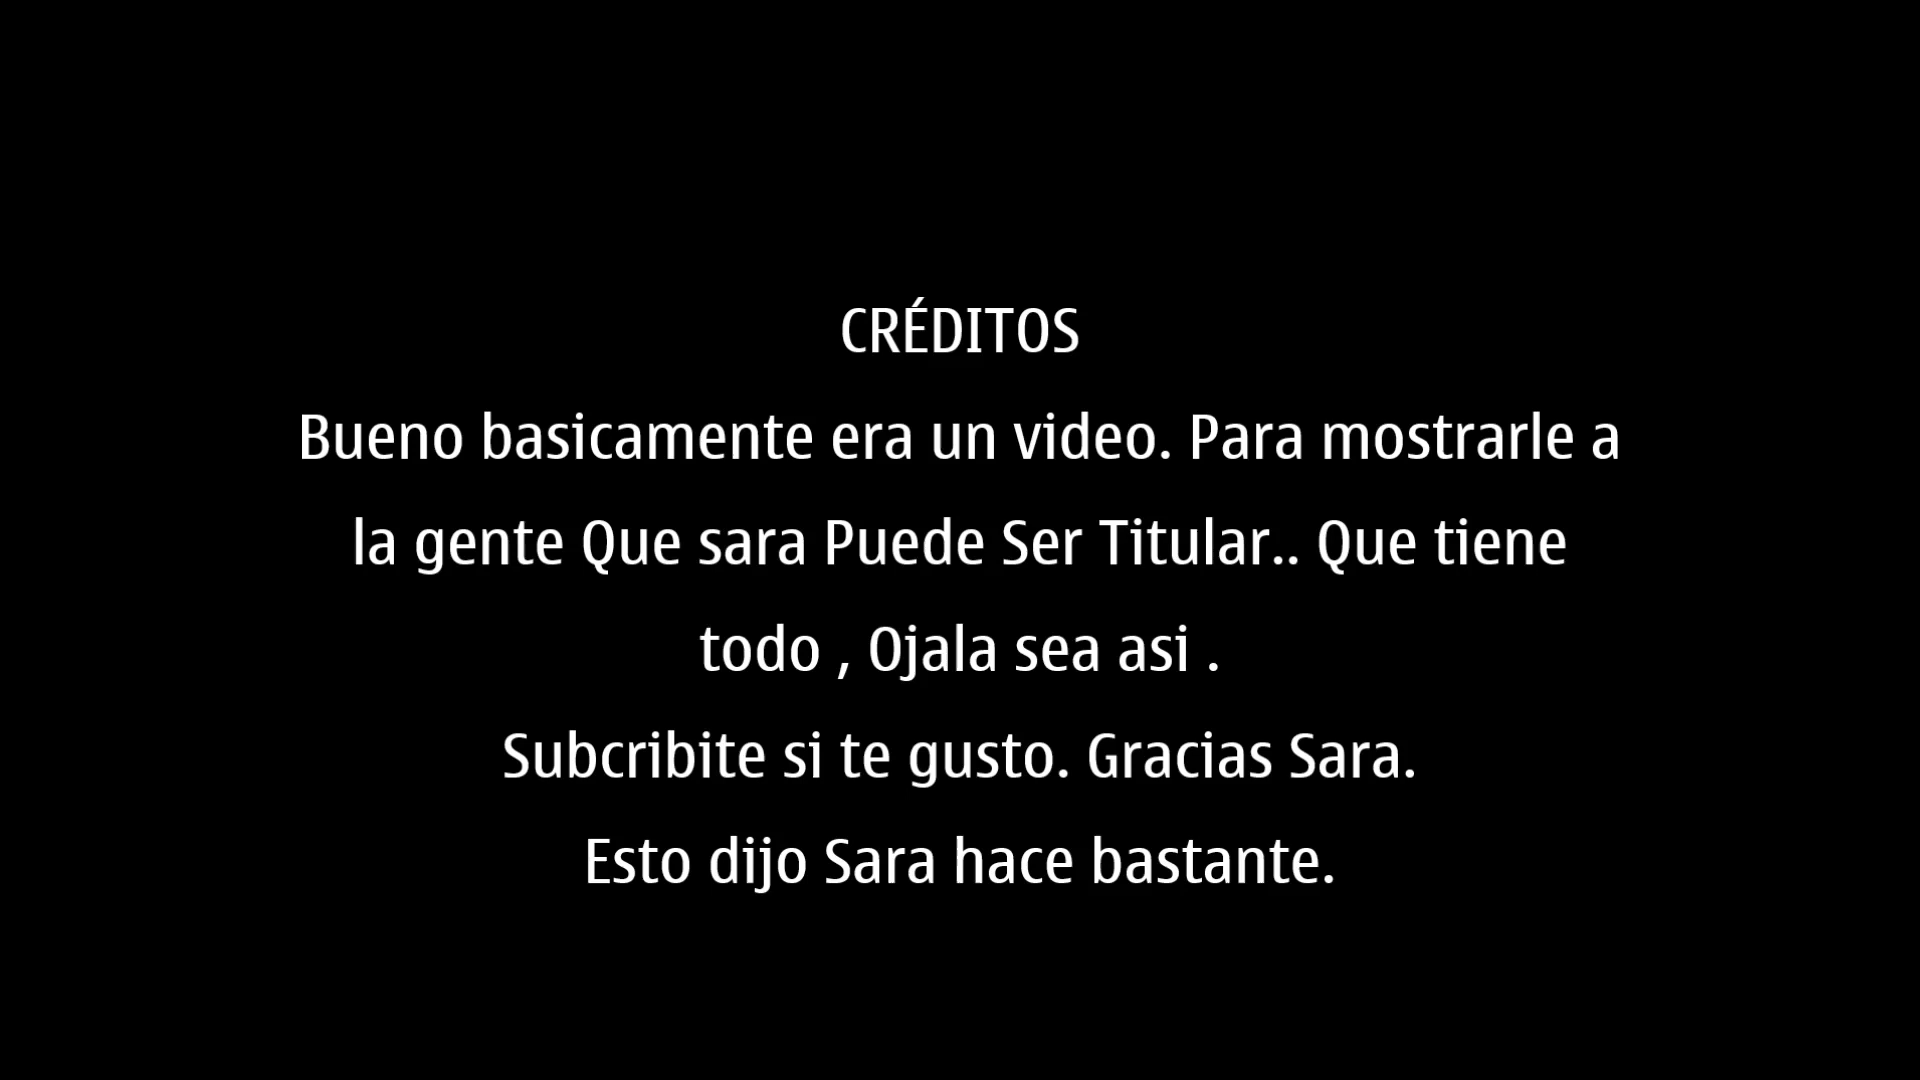 CRÉDITOS
Bueno basicamente era un video. Para mostrarle a
la gente Que sara Puede Ser Titular.. Que tiene
todo , Ojala sea asi .
Subcribite si te gusto. Gracias Sara.
Esto dijo Sara hace bastante.